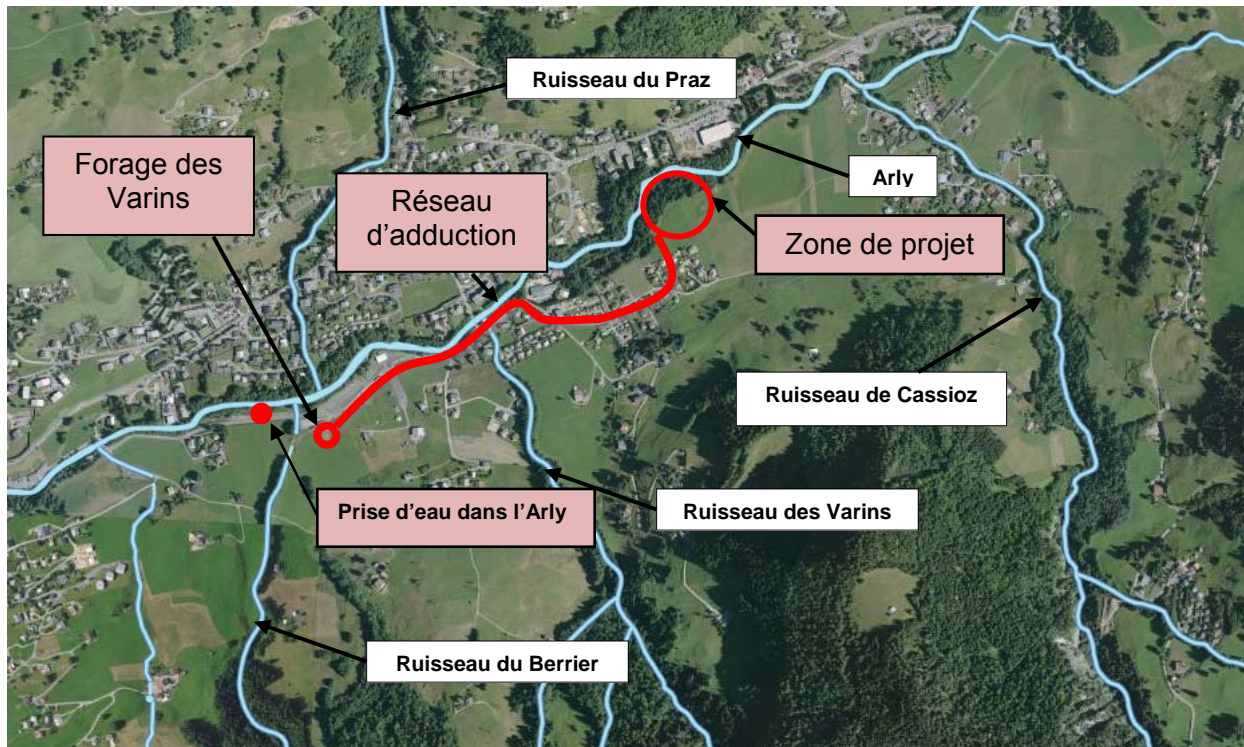 Ruisseau du Praz
Forage des
Varins
Réseau
d’adduction
Arly
Zone de projet
Ruisseau de Cassioz
Prise d’eau dans l’Arly
Ruisseau des Varins
Ruisseau du Berrier